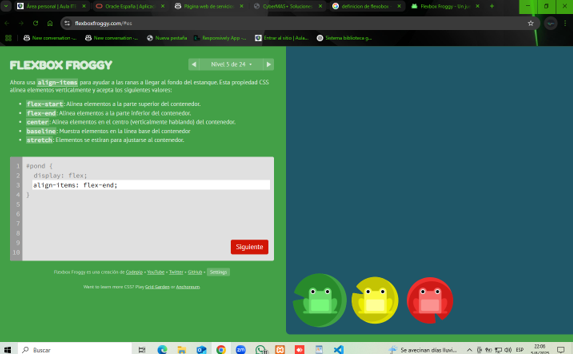 Área personal | Aula
Oracle España | Aplicac
Página web de servicio
CyberMAS+ Solucione
definicion de flexbox
Flexbox Froggy - Un ju
flexboxfroggy.com/#es
New conversation
New conversation
Nueva pestaña
Responsively App
Entrar al sitio | Aula...
Sistema biblioteca
FLEXBOX FROGGY
Nivel 5 de 24
Ahora usa align-items para ayudar a las ranas a llegar al fondo del estanque. Esta propiedad CSS
alinea elementos verticalmente y acepta los siguientes valores:
• flex-start: Alinea elementos a la parte superior del contenedor.
• flex-end: Alinea elementos a la parte inferior del contenedor.
• center: Alinea elementos en el centro (verticalmente hablando) del contenedor.
• baseline: Muestra elementos en la línea base del contenedor
• stretch: Elementos se estiran para ajustarse al contenedor.
1 #pond {
2 display: flex;
3 align-items: flex-end;
4 }
5
6
7
8
9
10
Siguiente
Flexbox Froggy es una creación de Codepip • YouTube • Twitter • GitHub • Settings
Want to learn more CSS? Play Grid Garden or
Buscar
Se avecinan días lluvi...
ESP
22:06